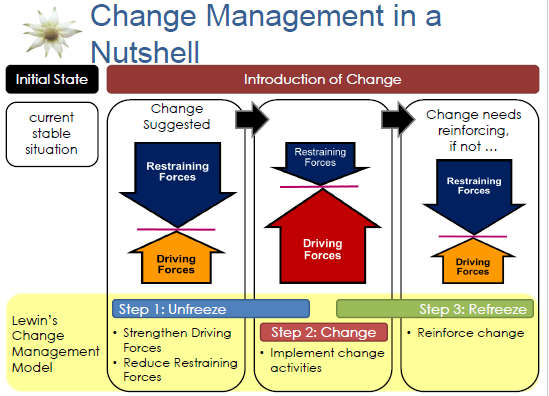 Change Management in a
Nutshell
Initial State
Introduction of Change
current
stable
situation
Change
Suggested
Restraining
Forces
Driving
Forces
Restraining
Forces
Driving
Forces
Change needs
reinforcing,
if not ...
Restraining
Forces
Driving
Forces
Lewin's
Change
Management
Model
Step 1: Unfreeze
• Strengthen Driving
Forces
• Reduce Restraining
Forces
Step 2: Change
• Implement change
activities
Step 3: Refreeze
• Reinforce change